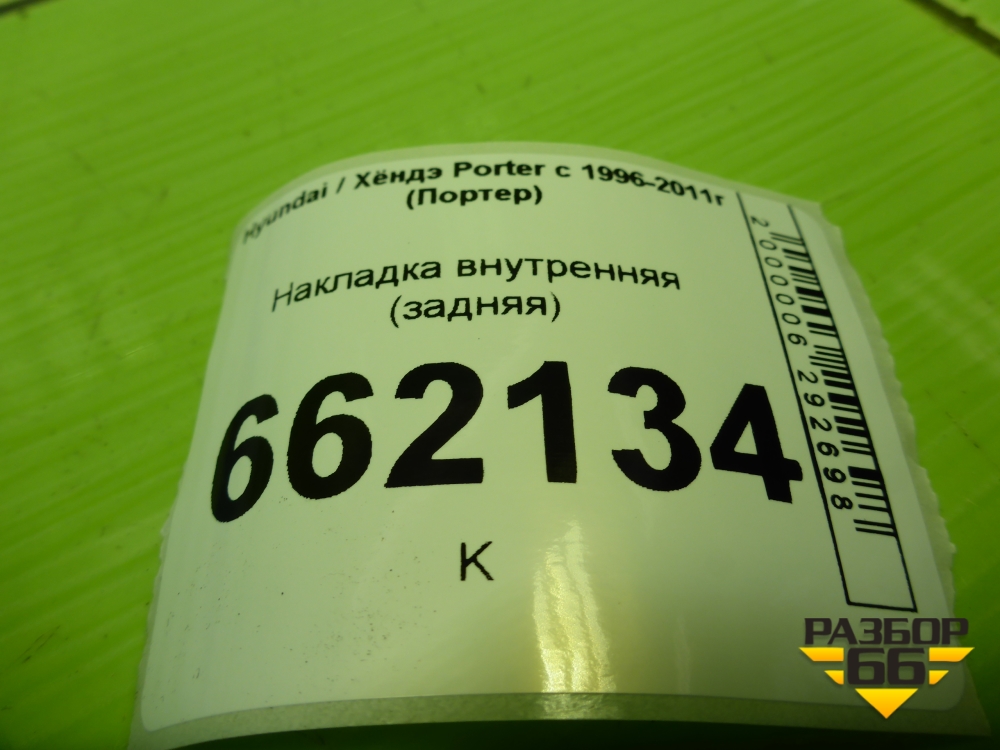 Hyundai / Хёндэ Porter с 1996-2011г
(Портер)
Накладка внутренняя
(задняя)
662134
К
2000006292698
РАЗБОР
66